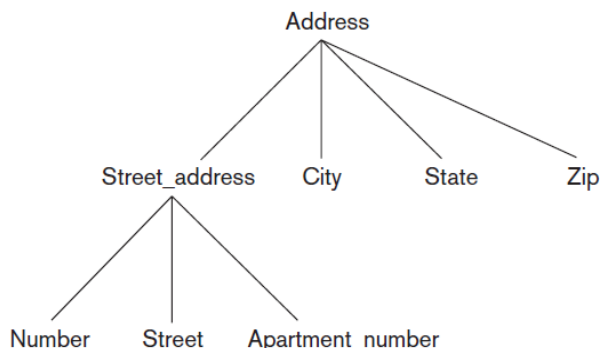 Address
Street_address City State Zip
Number Street Apartment_number